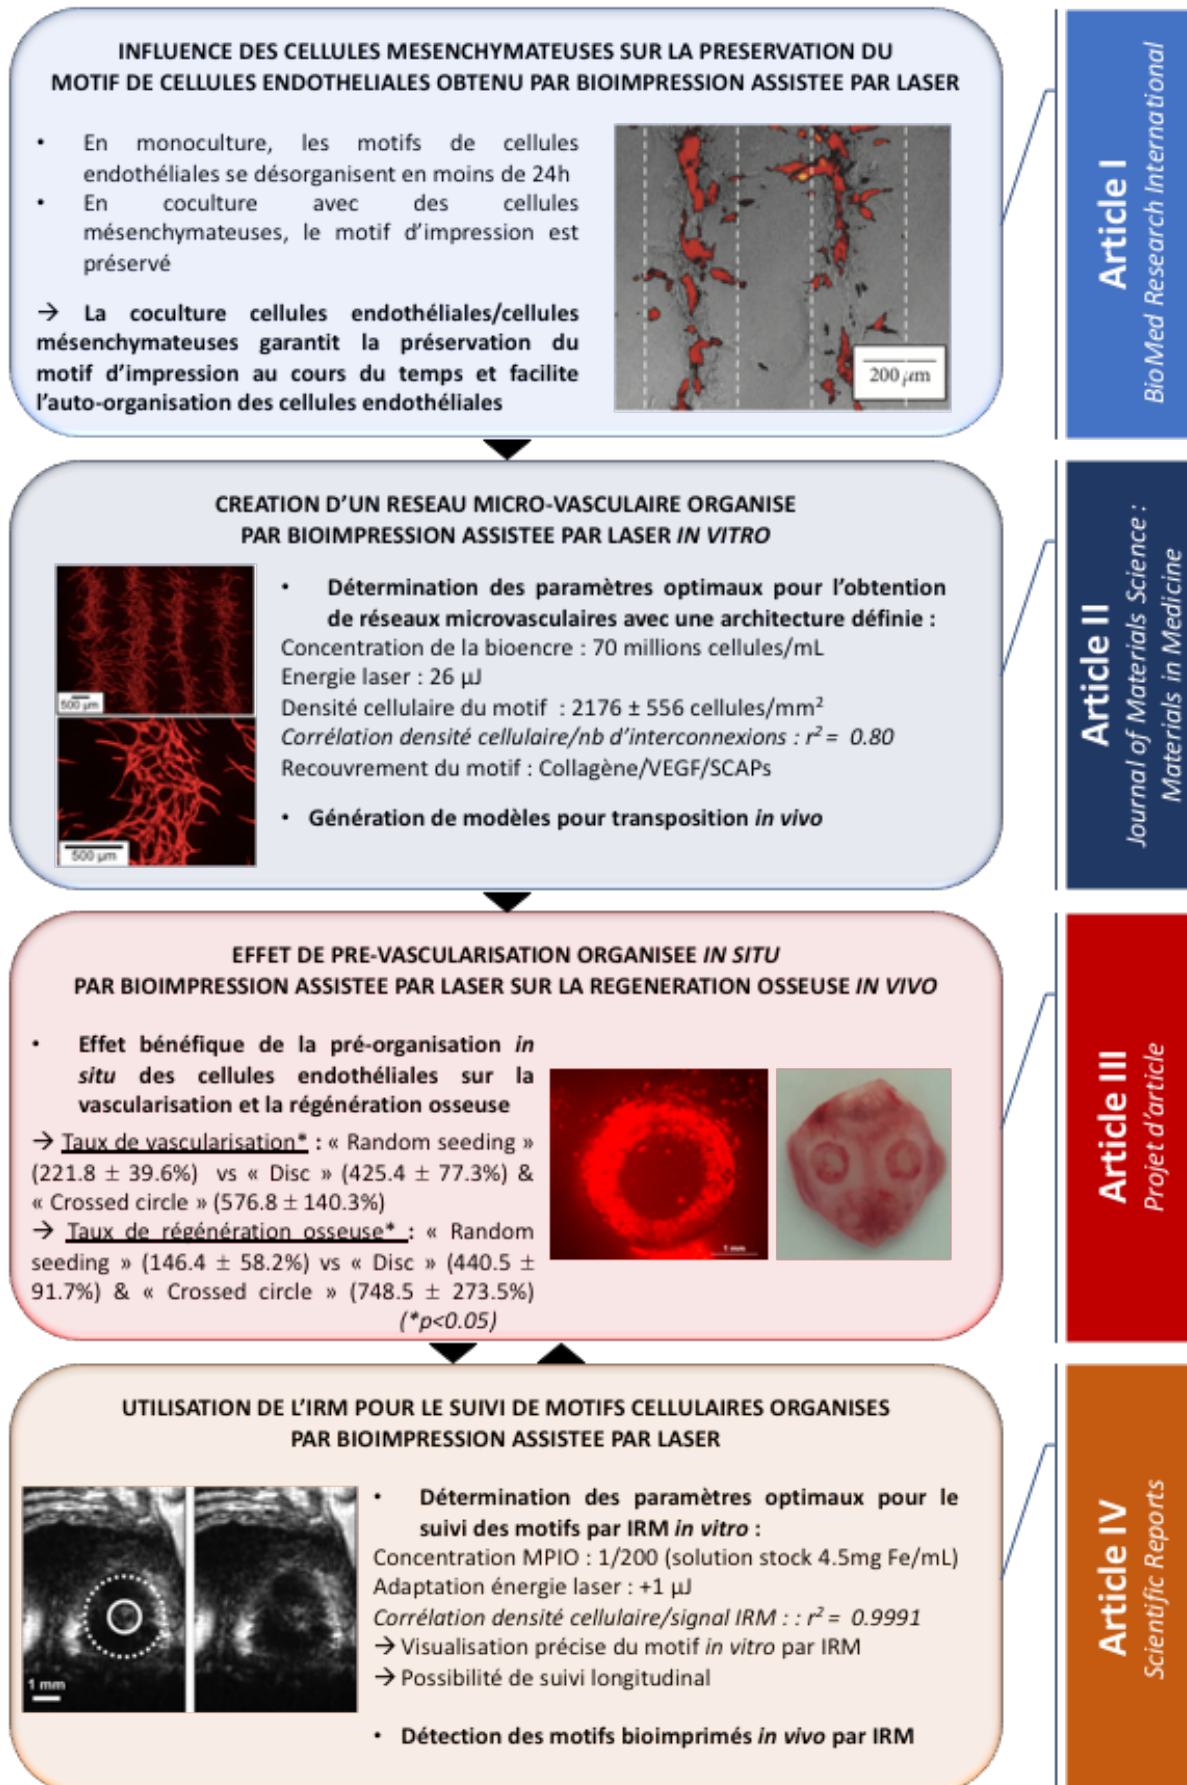 INFLUENCE DES CELLULES MESENCHYMATEUSES SUR LA PRESERVATION DU
MOTIF DE CELLULES ENDOTHELIALES OBTENU PAR BIOIMPRESSION ASSISTEE PAR LASER
• En monoculture, les motifs de cellules
endothéliales se désorganisent en moins de 24h
• En coculture avec des cellules
mésenchymateuses, le motif d'impression est
préservé
→ La coculture cellules endothéliales/cellules
mésenchymateuses garantit la préservation du
motif d'impression au cours du temps et facilite
l'auto-organisation des cellules endothéliales
200 µm
Article I
BioMed Research International
CREATION D'UN RESEAU MICRO-VASCULAIRE ORGANISE
PAR BIOIMPRESSION ASSISTEE PAR LASER IN VITRO
500 µm
500 µm
• Détermination des paramètres optimaux pour l'obtention
de réseaux microvasculaires avec une architecture définie :
Concentration de la bioencre : 70 millions cellules/mL
Energie laser : 26 µJ
Densité cellulaire du motif : 2176 ± 556 cellules/mm²
Corrélation densité cellulaire/nb d'interconnexions : r² = 0.80
Recouvrement du motif : Collagène/VEGF/SCAPs
• Génération de modèles pour transposition in vivo
Article II
Journal of Materials Science :
Materials in Medicine
EFFET DE PRE-VASCULARISATION ORGANISEE IN SITU
PAR BIOIMPRESSION ASSISTEE PAR LASER SUR LA REGENERATION OSSEUSE IN VIVO
• Effet bénéfique de la pré-organisation in
situ des cellules endothéliales sur la
vascularisation et la régénération osseuse
→ Taux de vascularisation* : « Random seeding »
(221.8 ± 39.6%) vs « Disc » (425.4 ± 77.3%) &
« Crossed circle » (576.8 ± 140.3%)
→ Taux de régénération osseuse* : « Random
seeding » (146.4 ± 58.2%) vs « Disc » (440.5 ±
91.7%) & « Crossed circle » (748.5 ± 273.5%)
(*p<0.05)
1 mm
Article III
Projet d'article
UTILISATION DE L'IRM POUR LE SUIVI DE MOTIFS CELLULAIRES ORGANISES
PAR BIOIMPRESSION ASSISTEE PAR LASER
1 mm
• Détermination des paramètres optimaux pour le
suivi des motifs par IRM in vitro :
Concentration MPIO : 1/200 (solution stock 4.5mg Fe/mL)
Adaptation énergie laser : +1 µJ
Corrélation densité cellulaire/signal IRM : : r² = 0.9991
→ Visualisation précise du motif in vitro par IRM
→ Possibilité de suivi longitudinal
• Détection des motifs bioimprimés in vivo par IRM
Article IV
Scientific Reports